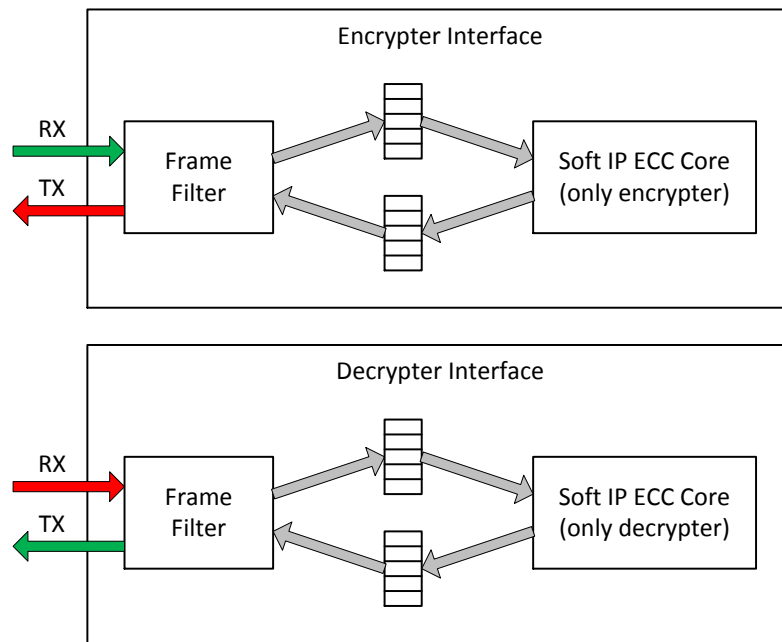 Encrypter Interface
RX
TX
Frame
Filter
Soft IP ECC Core
(only encrypter)
Decrypter Interface
RX
TX
Frame
Filter
Soft IP ECC Core
(only decrypter)